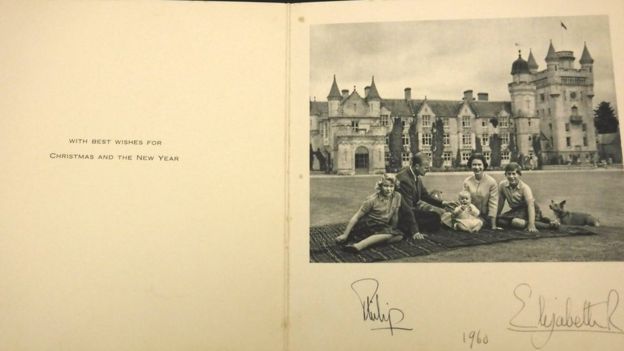 WITH BEST WISHES FOR
CHRISTMAS AND THE NEW YEAR
Philip
1960
Elizabeth R